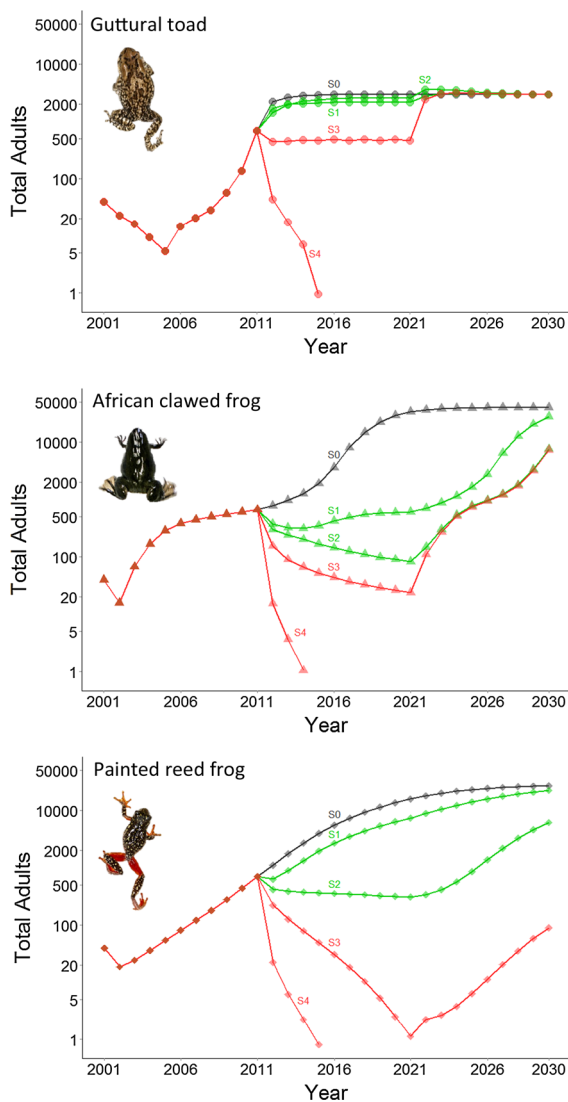 Guttural toad
50000
10000
2000
500
100
20
5
1
Total Adults
S0
S1
S2
S3
S4
2001 2006 2011 2016 2021 2026 2030
Year
African clawed frog
50000
10000
2000
500
100
20
5
1
Total Adults
S0
S1
S2
S3
S4
2001 2006 2011 2016 2021 2026 2030
Year
Painted reed frog
50000
10000
2000
500
100
20
5
1
Total Adults
S0
S1
S2
S3
S4
2001 2006 2011 2016 2021 2026 2030
Year